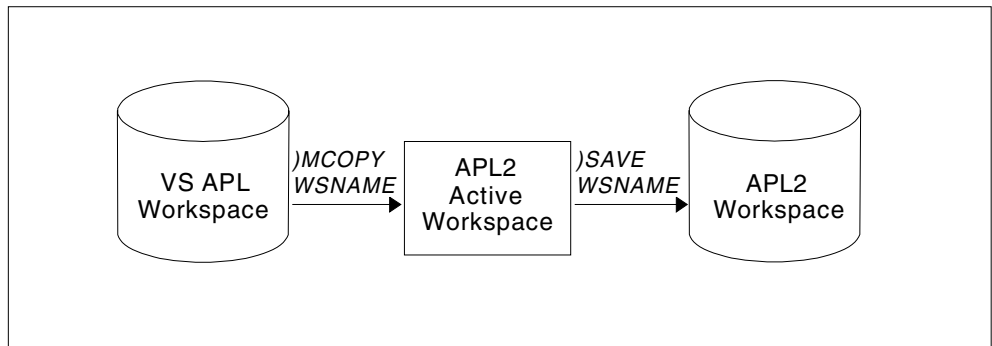 VS APL
Workspace
)MCOPY
WSNAME
APL2
Active
Workspace
)SAVE
WSNAME
APL2
Workspace